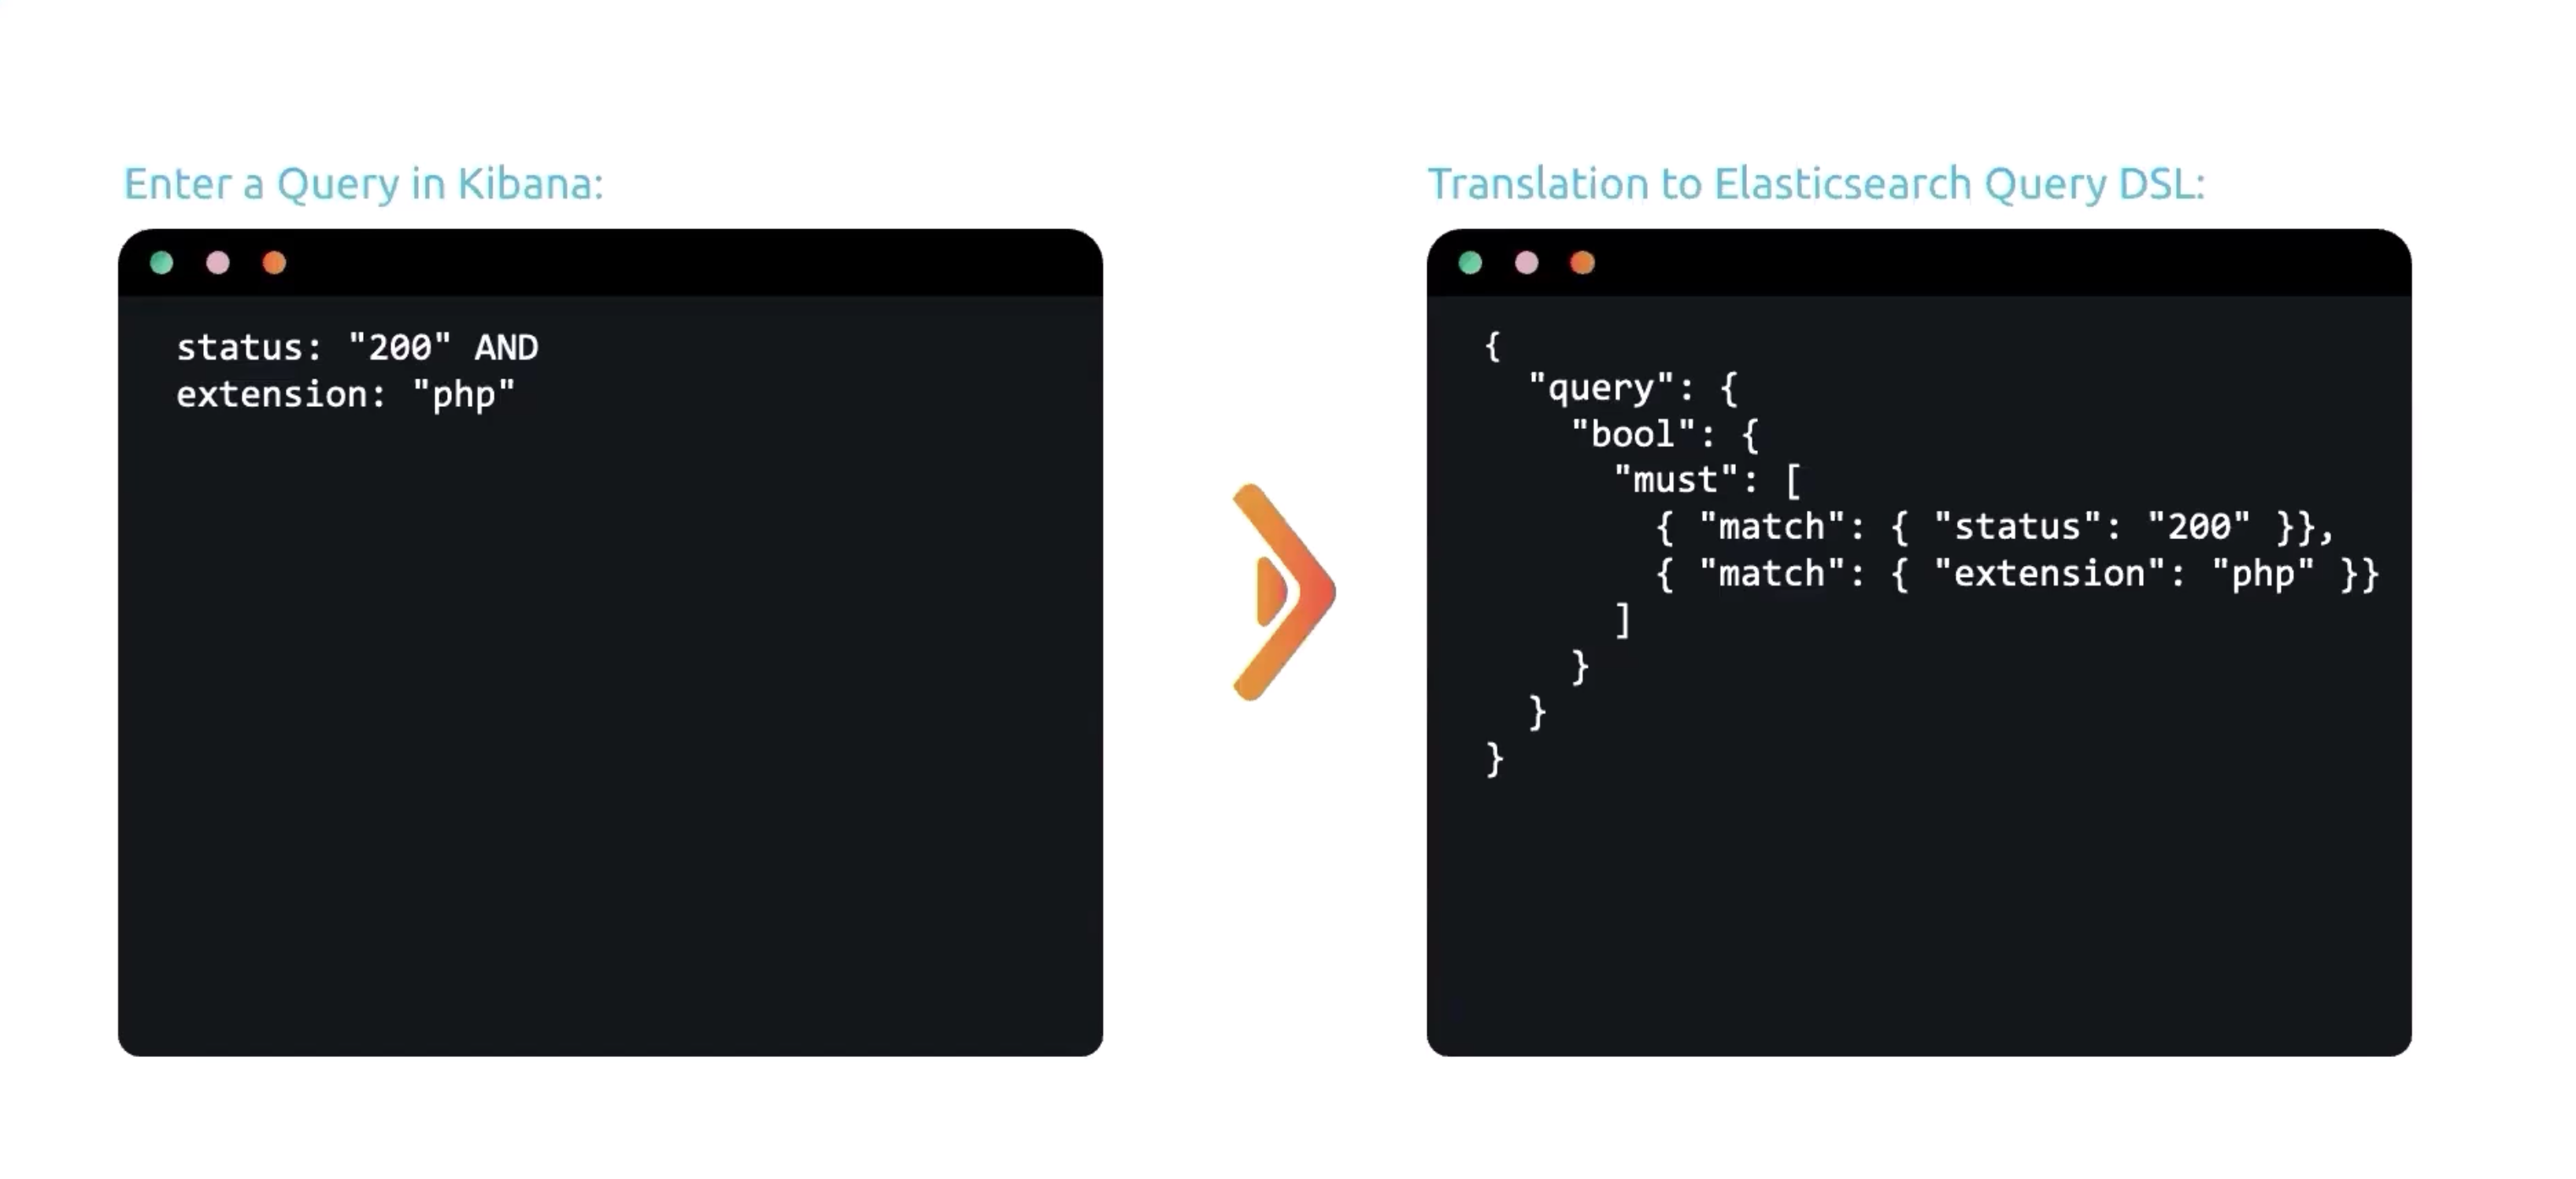 Enter a Query in Kibana:
status: "200" AND
extension: "php"
Translation to Elasticsearch Query DSL:
{
  "query": {
    "bool": {
      "must": [
        { "match": { "status": "200" }},
        { "match": { "extension": "php" }}
      ]
    }
  }
}